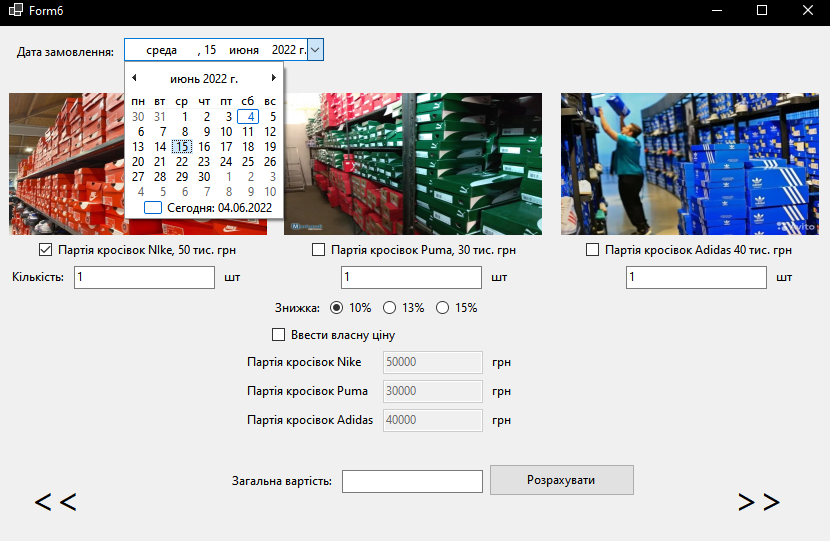 Form6
Дата замовлення: среда , 15 июня 2022 г.
июнь 2022 г.
пн вт ср чт пт сб вс
30 31 1 2 3 4 5
6 7 8 9 10 11 12
13 14 15 16 17 18 19
20 21 22 23 24 25 26
27 28 29 30 1 2 3
4 5 6 7 8 9 10
Сегодня: 04.06.2022
Партія кросівок NIke, 50 тис. грн
Партія кросівок Puma, 30 тис. грн
Партія кросівок Adidas 40 тис. грн
Кількість: 1 шт
1 шт
1 шт
Знижка: 10% 13% 15%
Ввести власну ціну
Партія кросівок Nike 50000 грн
Партія кросівок Puma 30000 грн
Партія кросівок Adidas 40000 грн
Загальна вартість: Розрахувати
<< >>